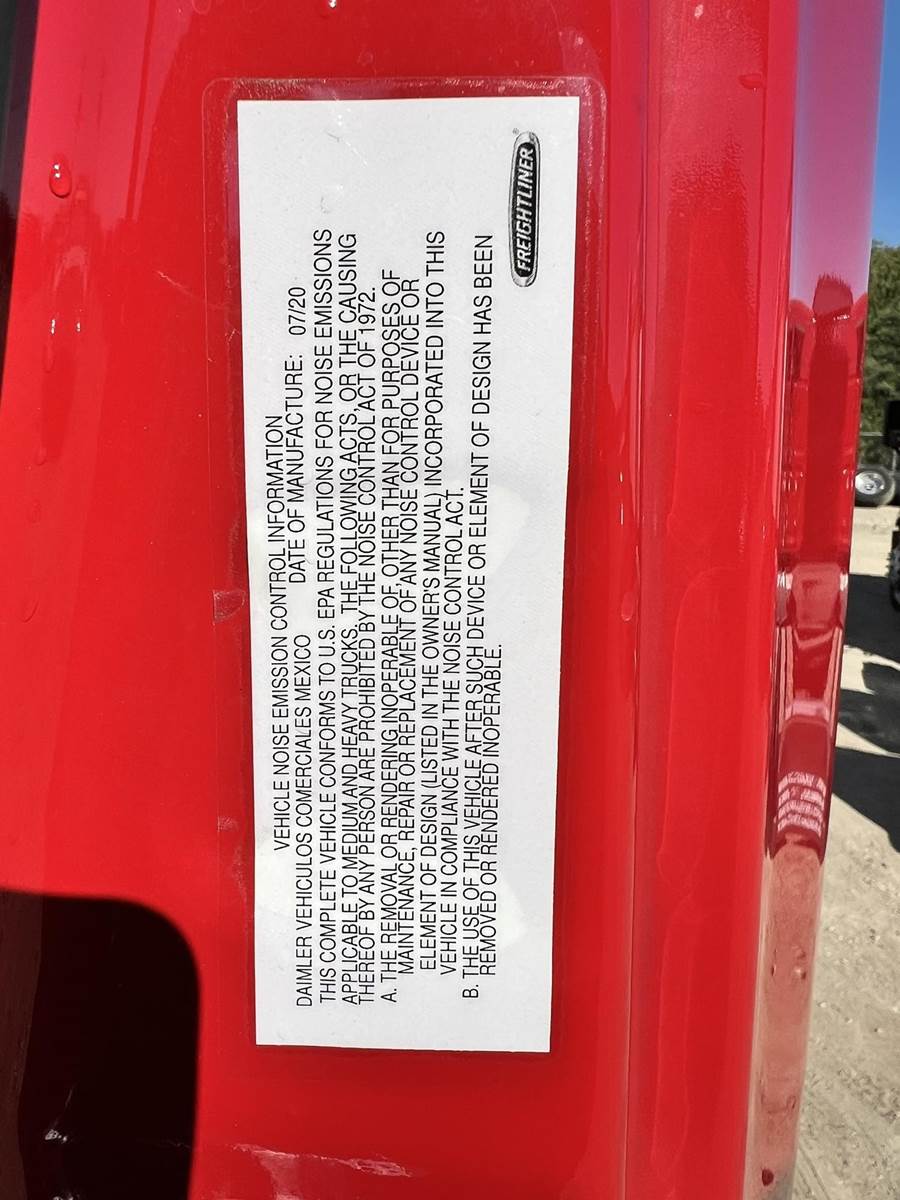 VEHICLE NOISE EMISSION CONTROL INFORMATION
DAIMLER VEHICULOS COMERCIALES MEXICO DATE OF MANUFACTURE: 07/20
THIS COMPLETE VEHICLE CONFORMS TO U.S. EPA REGULATIONS FOR NOISE EMISSIONS
APPLICABLE TO MEDIUM AND HEAVY TRUCKS. THE FOLLOWING ACTS, OR THE CAUSING
THEREOF BY ANY PERSON ARE PROHIBITED BY THE NOISE CONTROL ACT OF 1972.
A. THE REMOVAL OR RENDERING INOPERABLE OF, OTHER THAN FOR PURPOSES OF
MAINTENANCE, REPAIR OR REPLACEMENT OF ANY NOISE CONTROL DEVICE OR
ELEMENT OF DESIGN (LISTED IN THE OWNER'S MANUAL) INCORPORATED INTO THIS
VEHICLE IN COMPLIANCE WITH THE NOISE CONTROL ACT.
B. THE USE OF THIS VEHICLE AFTER SUCH DEVICE OR ELEMENT OF DESIGN HAS BEEN
REMOVED OR RENDERED INOPERABLE.
FREIGHTLINER®